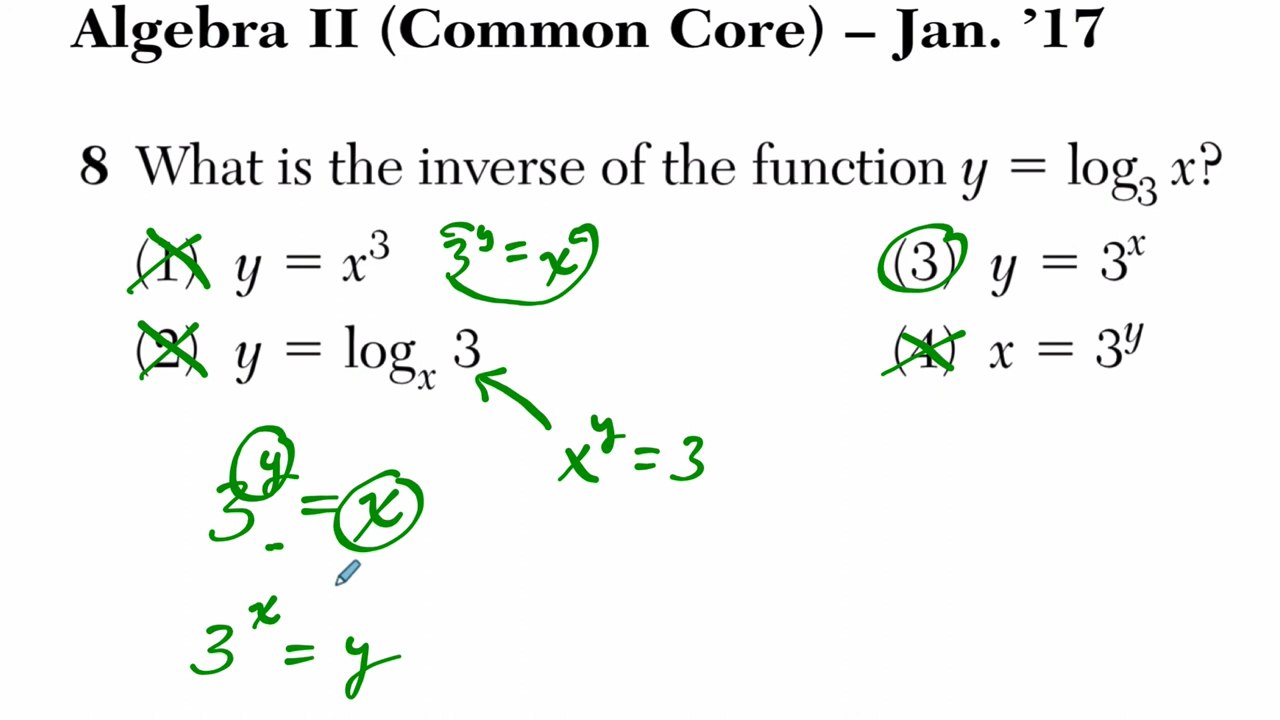 Algebra II (Common Core) – Jan. ’17
8 What is the inverse of the function y = log₃ x?
(1) y = x³ 3ʸ = x (3) y = 3ˣ
(2) y = logₓ 3 (4) x = 3ʸ
xʸ = 3
3ʸ = x
3ˣ = y